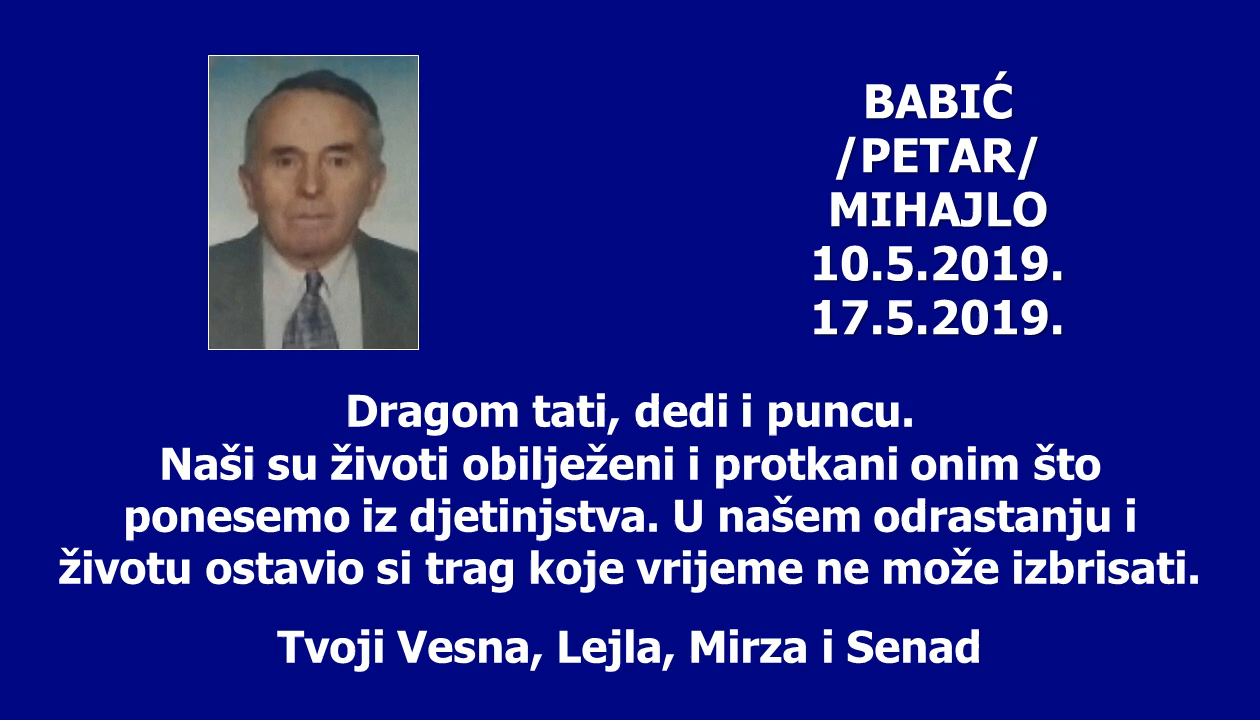 BABIĆ
/PETAR/
MIHAJLO
10.5.2019.
17.5.2019.
Dragom tati, dedi i puncu.
Naši su životi obilježeni i protkani onim što
ponesemo iz djetinjstva. U našem odrastanju i
životu ostavio si trag koje vrijeme ne može izbrisati.
Tvoji Vesna, Lejla, Mirza i Senad